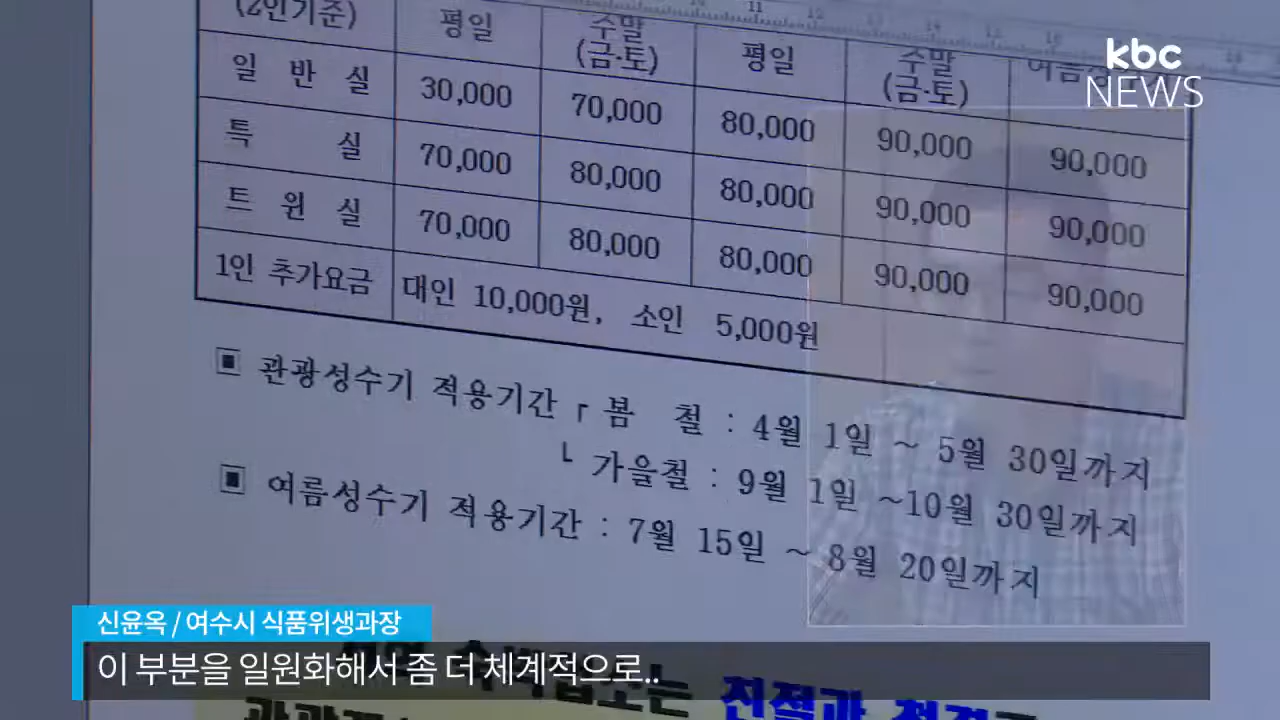 (2인기준) 평일 주말 (금·토) 평일 주말 (금·토)
일 반 실 30,000 70,000 80,000 90,000 90,000
특 실 70,000 80,000 80,000 90,000 90,000
트 윈 실 70,000 80,000 80,000 90,000 90,000
1인 추가요금 대인 10,000원, 소인 5,000원
▣ 관광성수기 적용기간 ┌ 봄 철 : 4월 1일 ~ 5월 30일까지
└ 가을철 : 9월 1일 ~10월 30일까지
▣ 여름성수기 적용기간 : 7월 15일 ~ 8월 20일까지
kbc
NEWS
신윤옥 / 여수시 식품위생과장
이 부분을 일원화해서 좀 더 체계적으로..